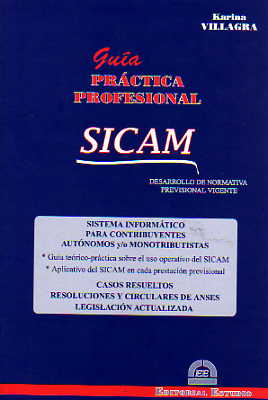 Karina
VILLAGRA
Guía
PRÁCTICA
PROFESIONAL
SICAM
DESARROLLO DE NORMATIVA
PREVISIONAL VIGENTE
SISTEMA INFORMÁTICO
PARA CONTRIBUYENTES
AUTÓNOMOS y/o MONOTRIBUTISTAS
* Guía teórico-práctica sobre el uso operativo del SICAM
* Aplicativo del SICAM en cada prestación previsional
CASOS RESUELTOS
RESOLUCIONES Y CIRCULARES DE ANSES
LEGISLACIÓN ACTUALIZADA
EE
EDITORIAL ESTUDIO